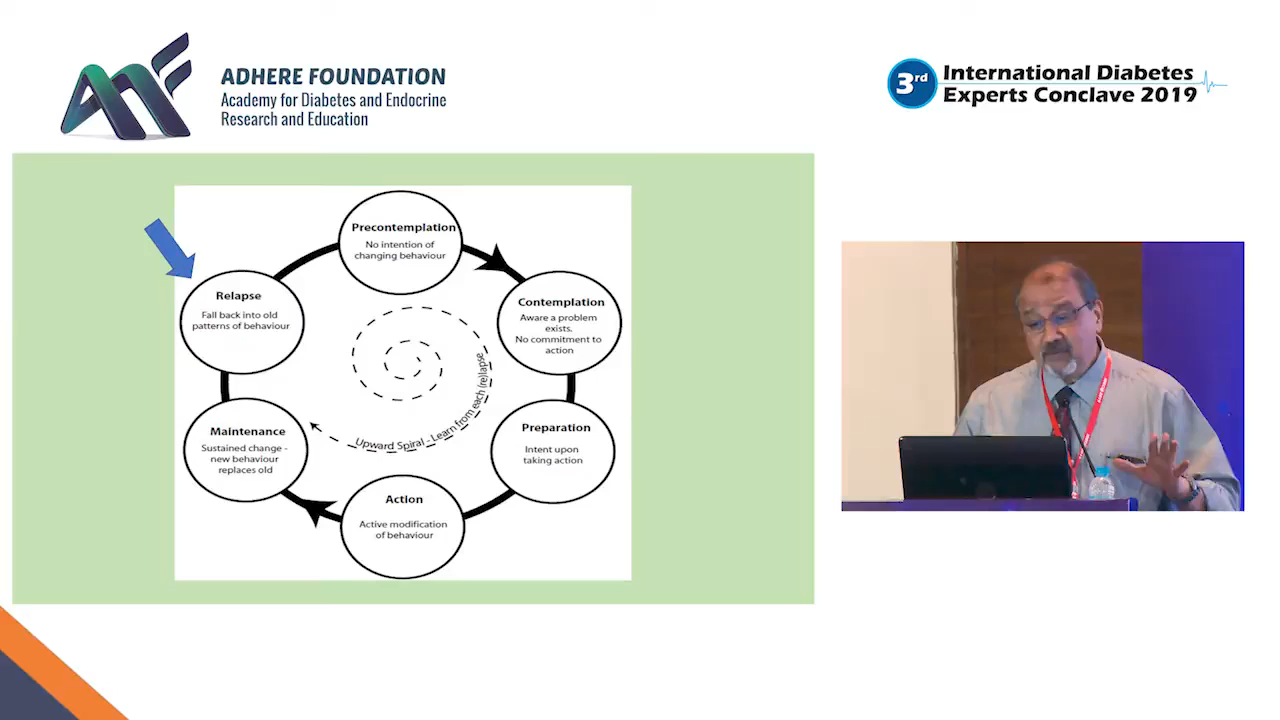 ADHERE FOUNDATION
Academy for Diabetes and Endocrine
Research and Education
3rd
International Diabetes
Experts Conclave 2019
Precontemplation
No intention of
changing behaviour
Contemplation
Aware a problem
exists.
No commitment to
action
Preparation
Intent upon
taking action
Action
Active modification
of behaviour
Maintenance
Sustained change -
new behaviour
replaces old
Relapse
Fall back into old
patterns of behaviour
Upward Spiral - Learn from each (re)lapse